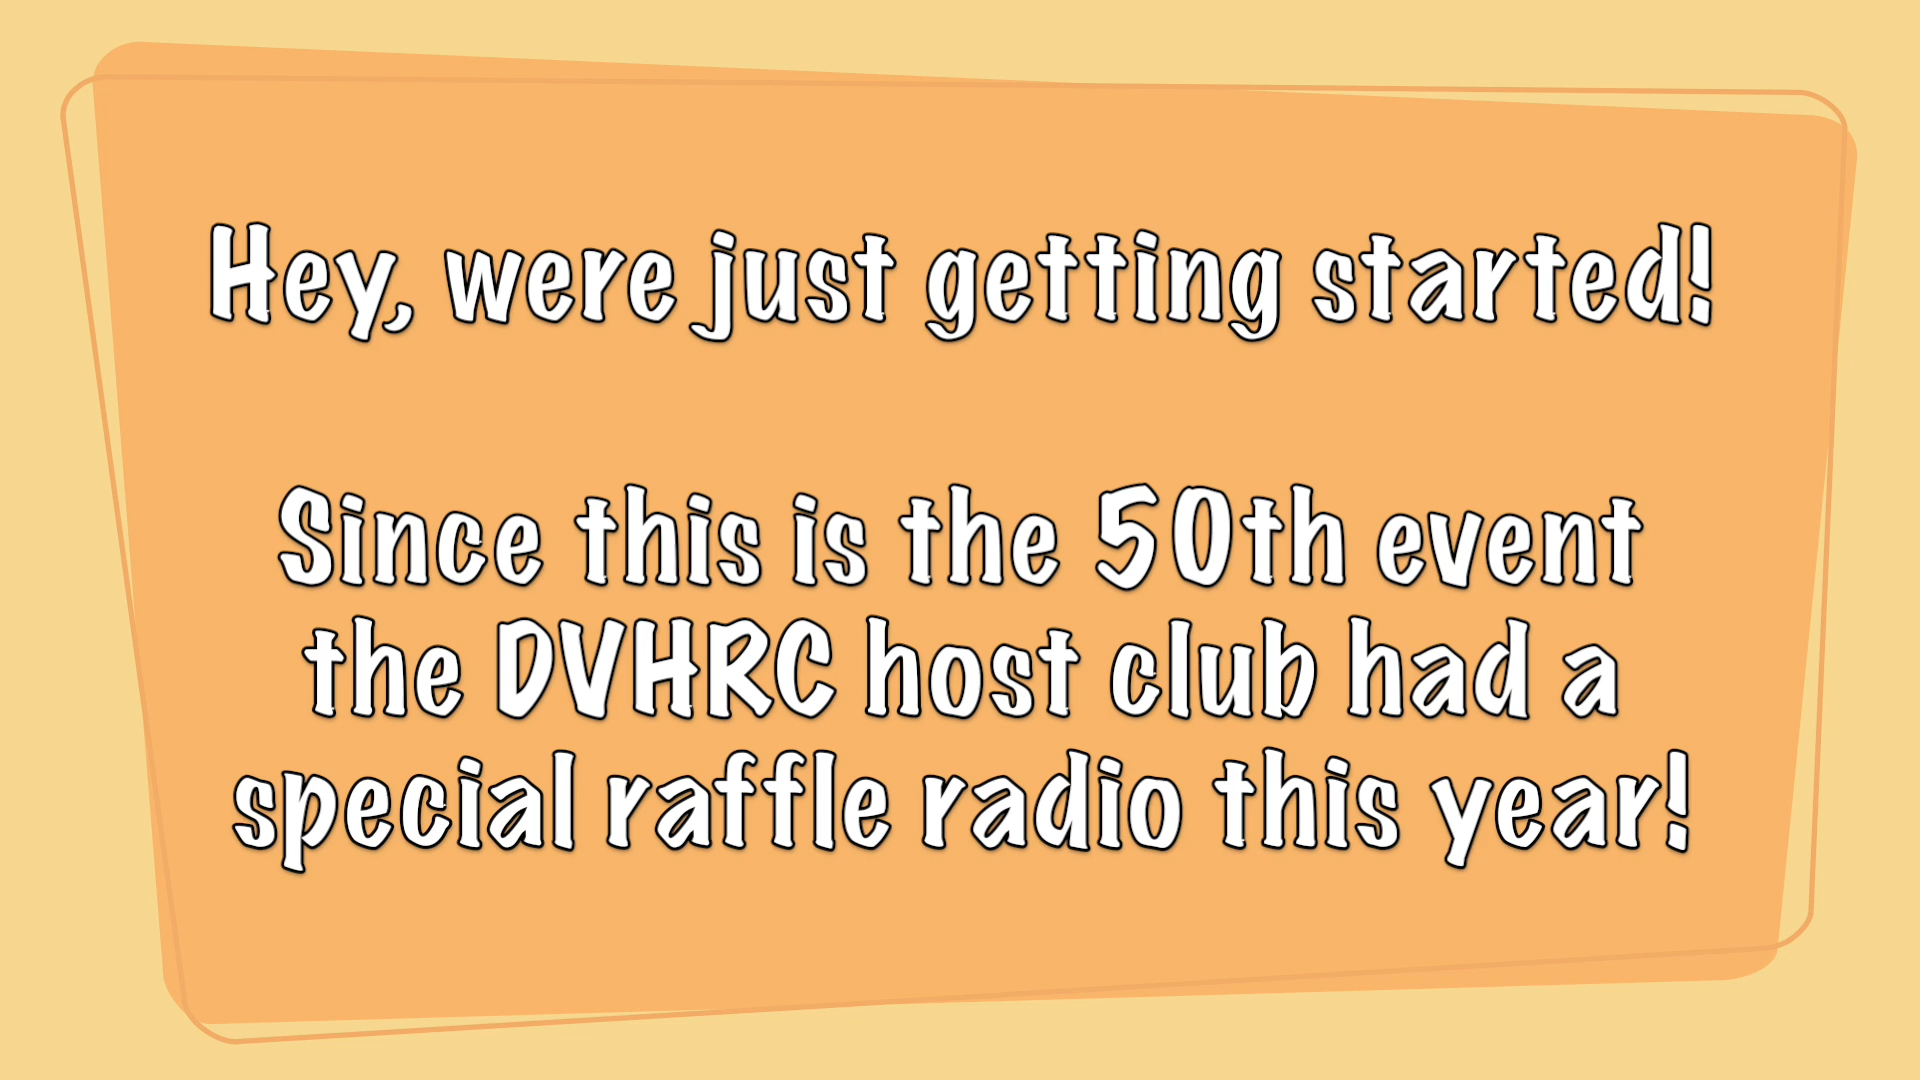 Hey, were just getting started!
Since this is the 50th event
the DVHRC host club had a
special raffle radio this year!